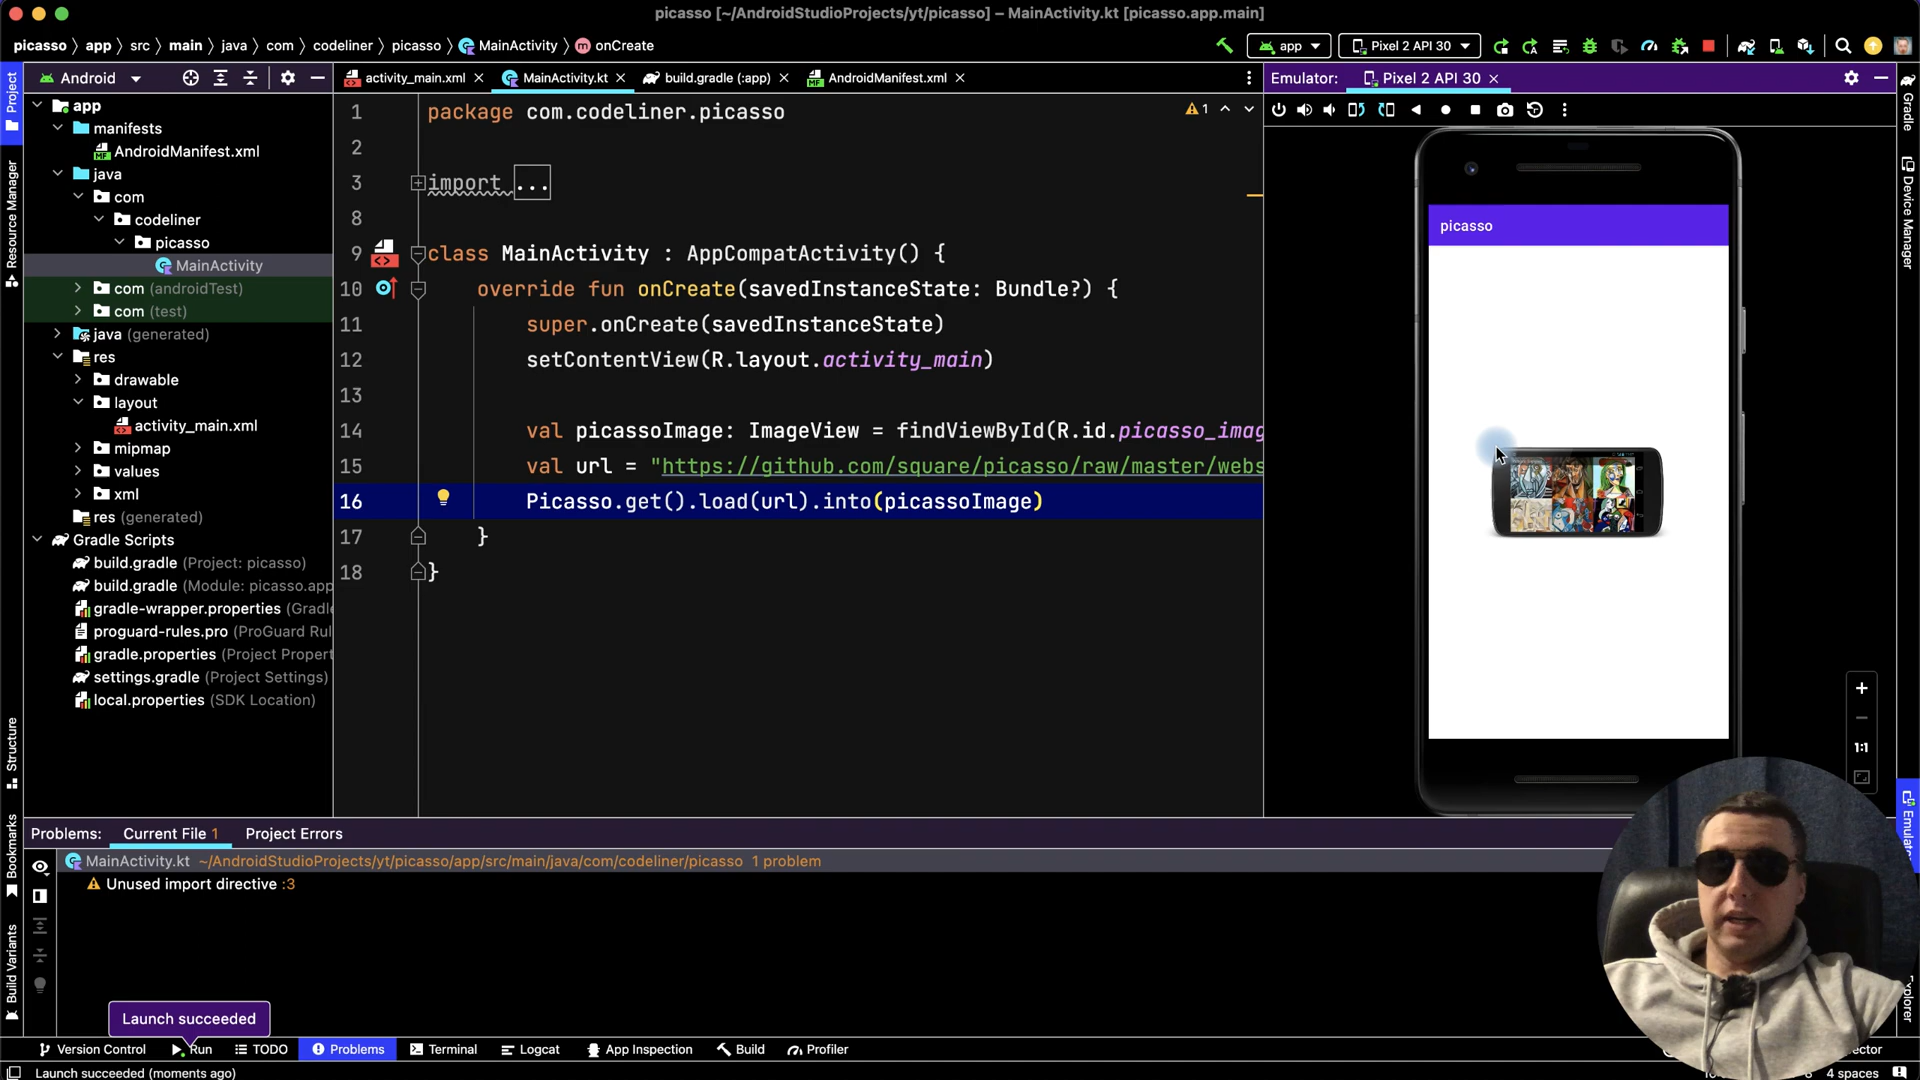 picasso [~/AndroidStudioProjects/yt/picasso] – MainActivity.kt [picasso.app.main]
picasso 〉 app 〉 src 〉 main 〉 java 〉 com 〉 codeliner 〉 picasso 〉 MainActivity 〉 m onCreate
app
Pixel 2 API 30
Android
activity_main.xml
MainActivity.kt
build.gradle (:app)
AndroidManifest.xml
Emulator:
Pixel 2 API 30
Project
Resource Manager
Structure
Bookmarks
Build Variants
app
manifests
AndroidManifest.xml
java
com
codeliner
picasso
MainActivity
com (androidTest)
com (test)
java (generated)
res
drawable
layout
activity_main.xml
mipmap
values
xml
res (generated)
Gradle Scripts
build.gradle (Project: picasso)
build.gradle (Module: picasso.app
gradle-wrapper.properties (Gradl
proguard-rules.pro (ProGuard Rul
gradle.properties (Project Propert
settings.gradle (Project Settings)
local.properties (SDK Location)
1 package com.codeliner.picasso
2
3 import ...
8
9 class MainActivity : AppCompatActivity() {
10 override fun onCreate(savedInstanceState: Bundle?) {
11 super.onCreate(savedInstanceState)
12 setContentView(R.layout.activity_main)
13
14 val picassoImage: ImageView = findViewById(R.id.picasso_imag
15 val url = "https://github.com/square/picasso/raw/master/webs
16 Picasso.get().load(url).into(picassoImage)
17 }
18 }
1
picasso
1:1
Gradle
Device Manager
Emulato
Problems: Current File 1 Project Errors
MainActivity.kt ~/AndroidStudioProjects/yt/picasso/app/src/main/java/com/codeliner/picasso 1 problem
Unused import directive :3
Launch succeeded
Version Control Run TODO Problems Terminal Logcat App Inspection Build Profiler
Launch succeeded (moments ago)
4 spaces